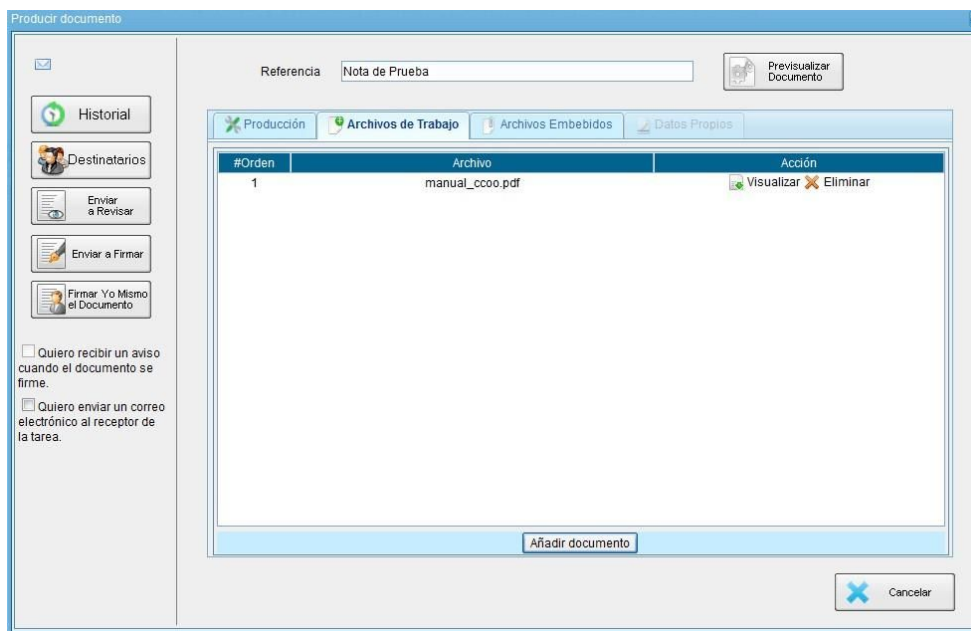 Producir documento
Referencia
Nota de Prueba
Previsualizar
Documento
Historial
Destinatarios
Enviar
a Revisar
Enviar a Firmar
Firmar Yo Mismo
el Documento
Quiero recibir un aviso
cuando el documento se
firme.
Quiero enviar un correo
electrónico al receptor de
la tarea.
Producción
Archivos de Trabajo
Archivos Embebidos
Datos Propios
#Orden Archivo Acción
1 manual_ccoo.pdf Visualizar Eliminar
Añadir documento
Cancelar